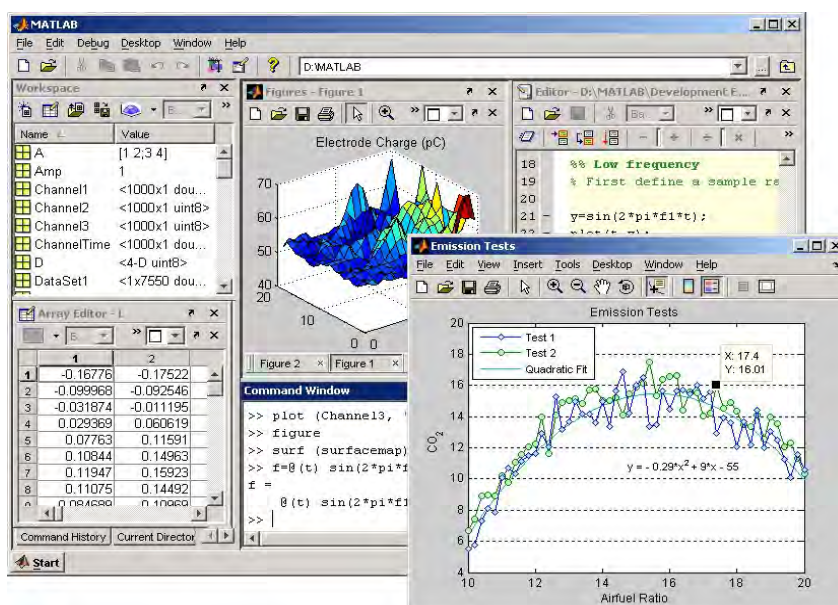 MATLAB
File Edit Debug Desktop Window Help
D:\MATLAB
Workspace
Name Value
A [1 2;3 4]
Amp 1
Channel1 <1000x1 dou...
Channel2 <1000x1 uint8>
Channel3 <1000x1 uint8>
ChannelTime <1000x1 dou...
D <4-D uint8>
DataSet1 <1x7550 dou...
Figures - Figure 1
Electrode Charge (pC)
70
60
50
40
20
10
0 0
Figure 2 Figure 1
Editor - D:\MATLAB\Development E...
18 %% Low frequency
19 % First define a sample ra
20
21 - y=sin(2*pi*f1*t);
Array Editor - L
1 2
1 -0.16776 -0.17522
2 -0.099968 -0.092546
3 -0.031874 -0.011195
4 0.029369 0.060619
5 0.07763 0.11591
6 0.10844 0.14963
7 0.11947 0.15923
8 0.11075 0.14492
0.084689 0.10969
Command History Current Director
Command Window
>> plot (Channel3,
>> figure
>> surf (surfacemap)
>> f=@(t) sin(2*pi*f
f =
@(t) sin(2*pi*f1
>>
Start
Emission Tests
File Edit View Insert Tools Desktop Window Help
Emission Tests
Test 1
Test 2
Quadratic Fit
X: 17.4
Y: 16.01
y = - 0.29*x² + 9*x - 55
CO₂
20
18
16
14
12
10
8
6
4
10 12 14 16 18 20
Airfuel Ratio